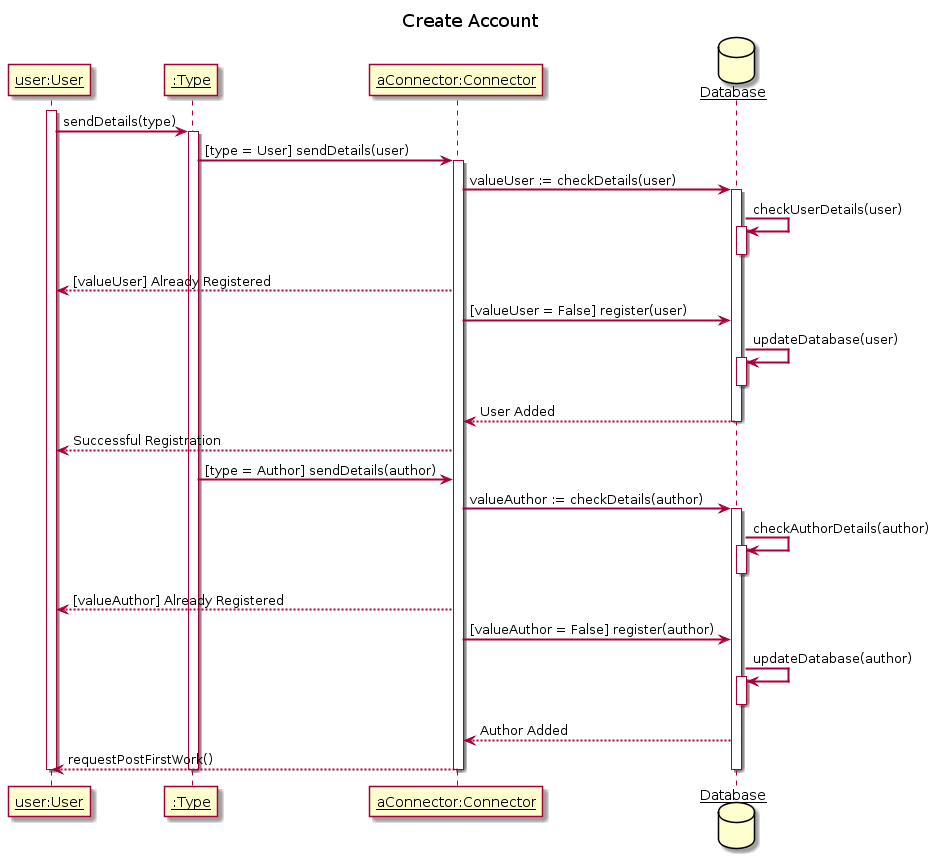 Create Account
user:User
:Type
aConnector:Connector
Database
sendDetails(type)
[type = User] sendDetails(user)
valueUser := checkDetails(user)
checkUserDetails(user)
[valueUser] Already Registered
[valueUser = False] register(user)
updateDatabase(user)
User Added
Successful Registration
[type = Author] sendDetails(author)
valueAuthor := checkDetails(author)
checkAuthorDetails(author)
[valueAuthor] Already Registered
[valueAuthor = False] register(author)
updateDatabase(author)
Author Added
requestPostFirstWork()
user:User
:Type
aConnector:Connector
Database